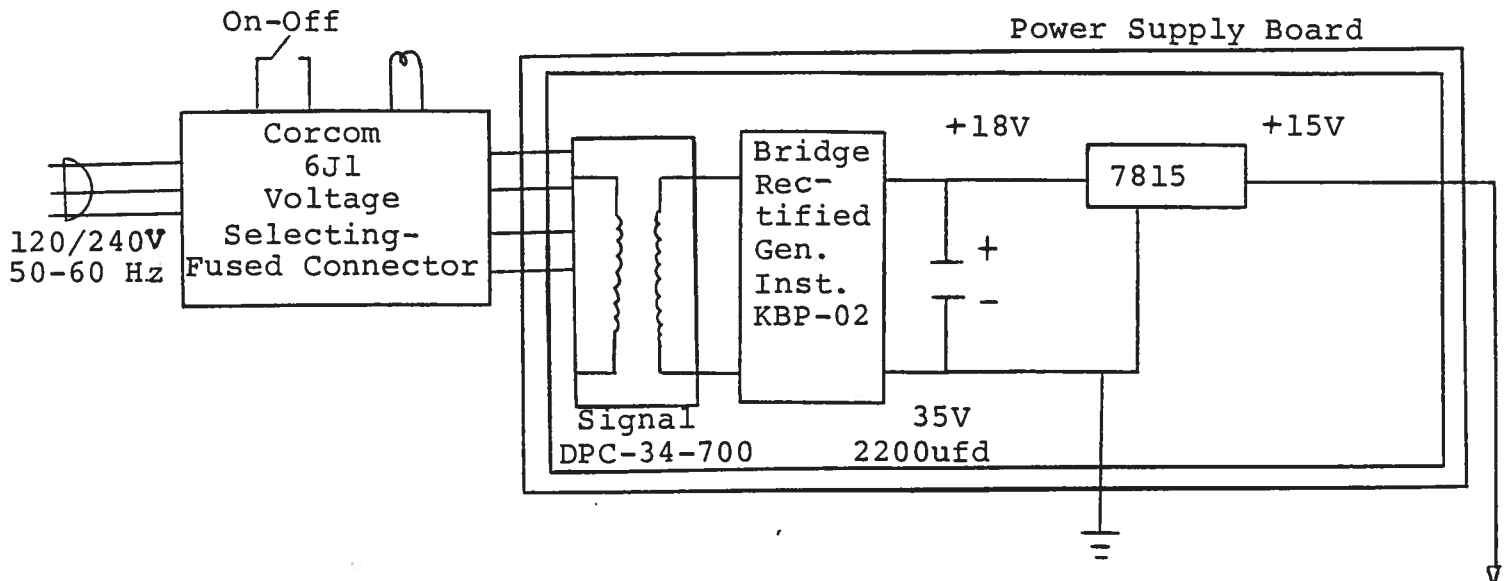 On-Off
Power Supply Board
Corcom
6J1
Voltage
Selecting-
Fused Connector
120/240V
50-60 Hz
Bridge
Rec-
tified
Gen.
Inst.
KBP-02
+18V
+15V
7815
+
-
Signal
DPC-34-700
35V
2200ufd